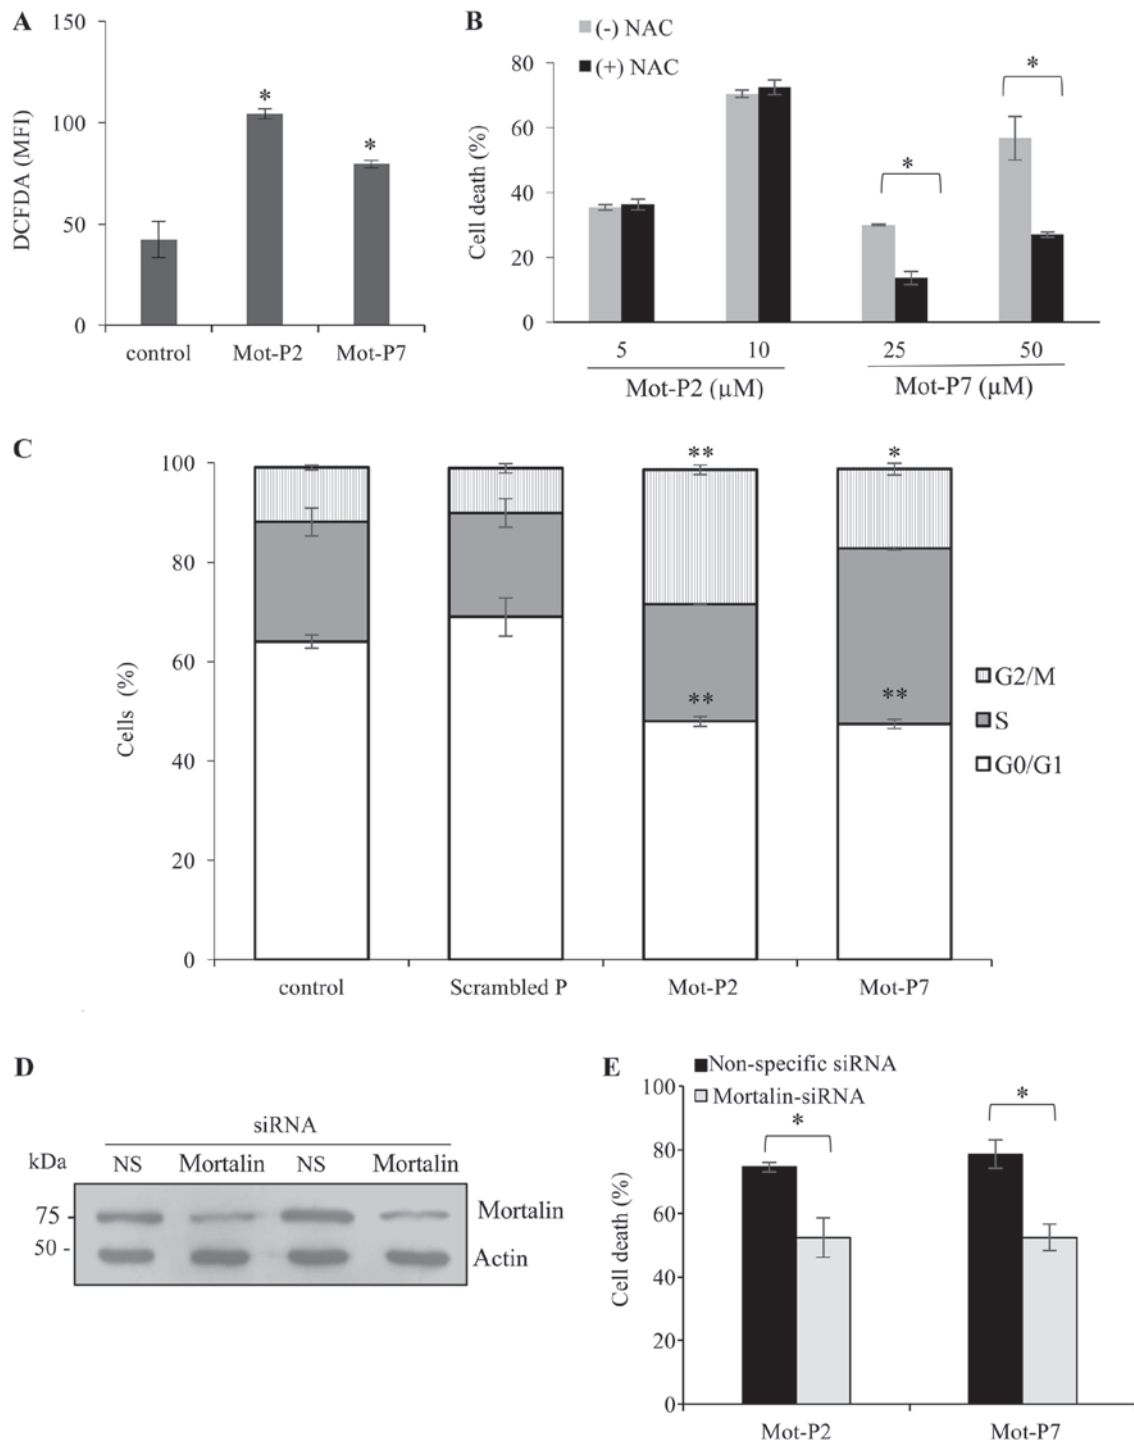 A
150
100
50
0
DCFDA (MFI)
*
*
control Mot-P2 Mot-P7
B
(-) NAC
(+) NAC
80
60
40
20
0
Cell death (%)
*
*
5 10 25 50
Mot-P2 (µM) Mot-P7 (µM)
C
100
80
60
40
20
0
Cells (%)
** *
** **
G2/M
S
G0/G1
control Scrambled P Mot-P2 Mot-P7
D
siRNA
kDa NS Mortalin NS Mortalin
75 - Mortalin
50 - Actin
E
Non-specific siRNA
Mortalin-siRNA
100
80
60
40
20
0
Cell death (%)
* *
Mot-P2 Mot-P7